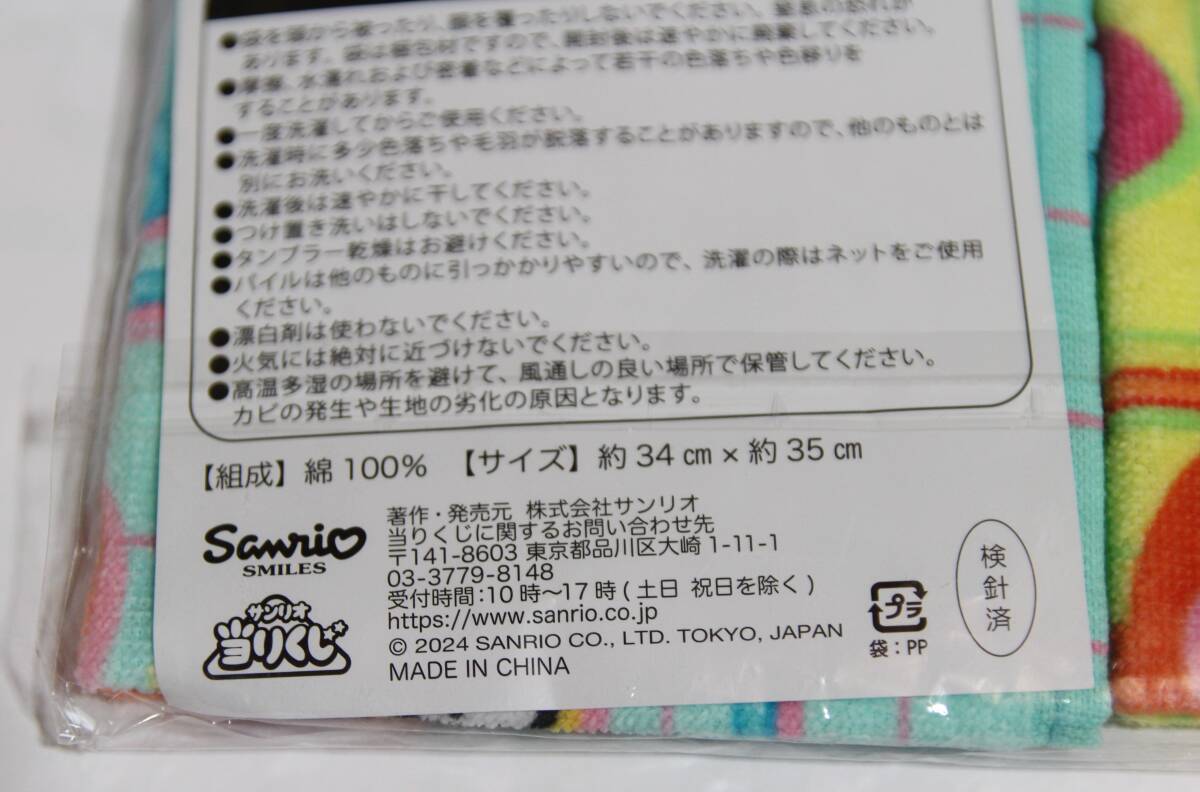 ●袋を頭から被ったり、顔を覆ったりしないでください。窒息の恐れが
あります。袋は梱包材ですので、開封後は速やかに廃棄してください。
●摩擦、水濡れおよび密着などによって若干の色落ちや色移りを
することがあります。
●一度洗濯してからご使用ください。
●洗濯時に多少色落ちや毛羽が脱落することがありますので、他のものとは
別にお洗いください。
●洗濯後は速やかに干してください。
●つけ置き洗いはしないでください。
●タンブラー乾燥はお避けください。
●パイルは他のものに引っかかりやすいので、洗濯の際はネットをご使用
ください。
●漂白剤は使わないでください。
●火気には絶対に近づけないでください。
●高温多湿の場所を避けて、風通しの良い場所で保管してください。
カビの発生や生地の劣化の原因となります。
【組成】綿 100% 【サイズ】約 34 cm × 約 35 cm
Sanrio
SMILES
サンリオ
当りくじ
著作・発売元 株式会社サンリオ
当りくじに関するお問い合わせ先
〒141-8603 東京都品川区大崎 1-11-1
03-3779-8148
受付時間:10 時～17 時 ( 土日 祝日を除く )
https://www.sanrio.co.jp
© 2024 SANRIO CO., LTD. TOKYO, JAPAN
MADE IN CHINA
プラ
袋:PP
検針済